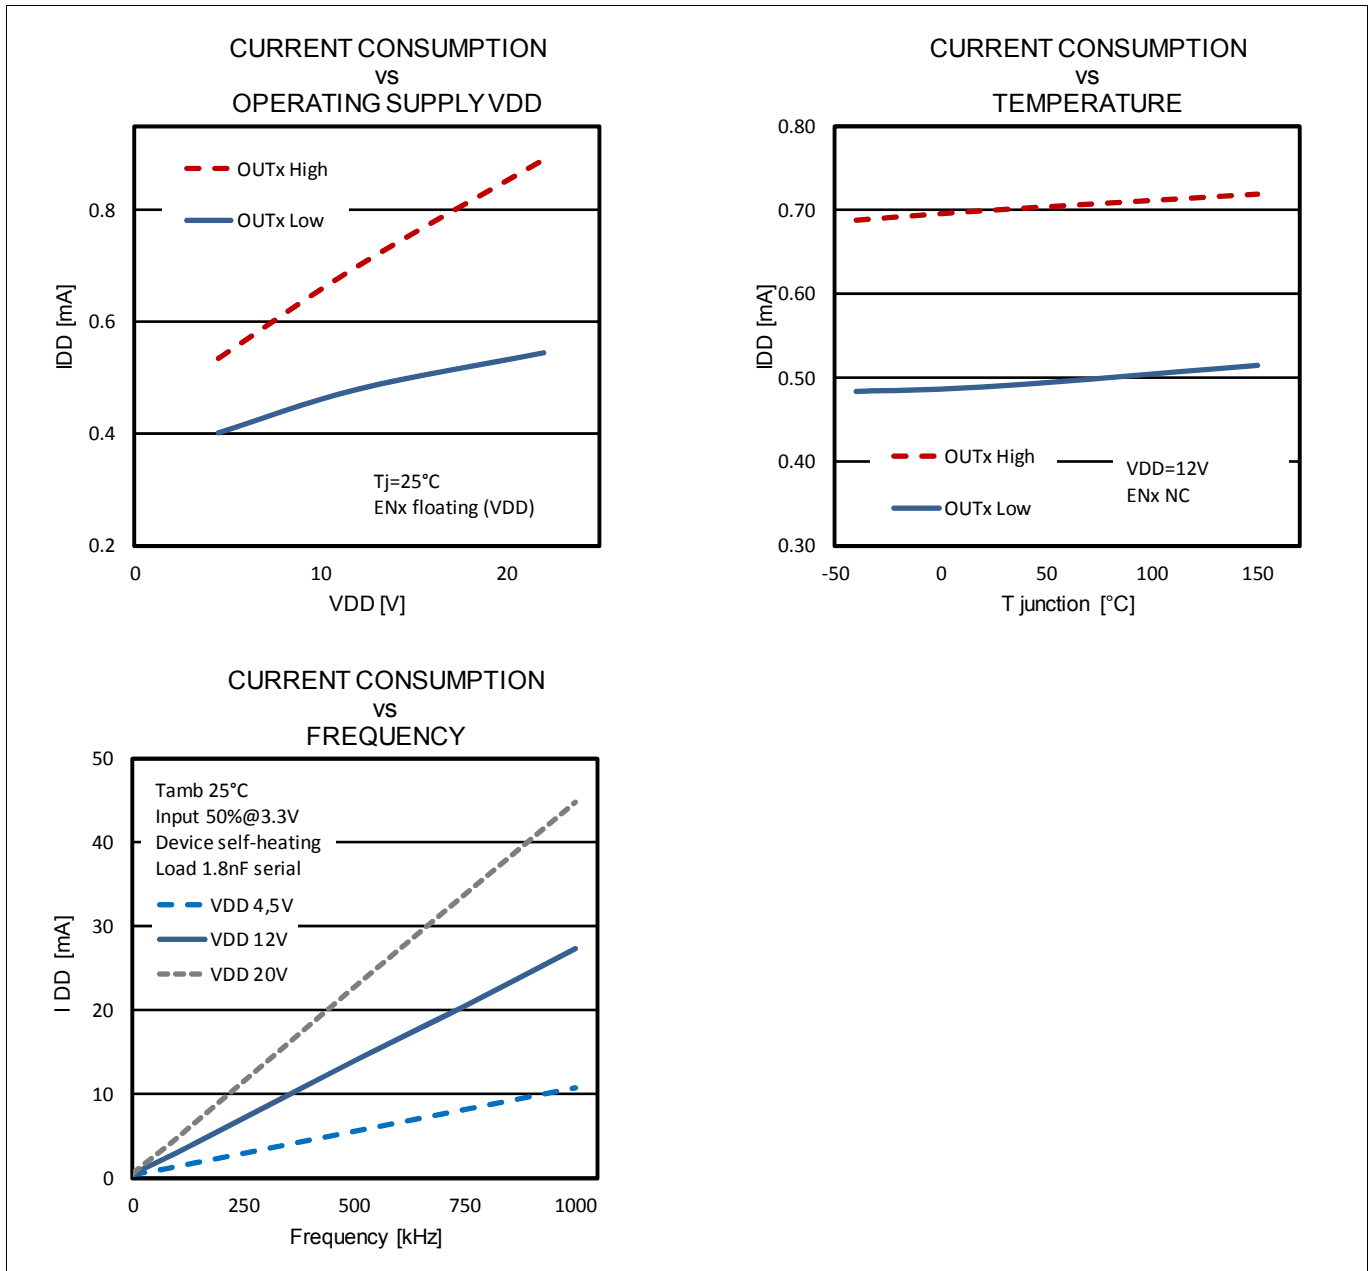 CURRENT CONSUMPTION
vs
OPERATING SUPPLY VDD
OUTx High
OUTx Low
0.8
0.6
0.4
0.2
IDD [mA]
Tj=25°C
ENx floating (VDD)
0 10 20
VDD [V]
CURRENT CONSUMPTION
vs
TEMPERATURE
0.80
0.70
0.60
0.50
0.40
0.30
IDD [mA]
OUTx High
OUTx Low
VDD=12V
ENx NC
-50 0 50 100 150
T junction [°C]
CURRENT CONSUMPTION
vs
FREQUENCY
50
40
30
20
10
0
I DD [mA]
Tamb 25°C
Input 50%@3.3V
Device self-heating
Load 1.8nF serial
VDD 4,5V
VDD 12V
VDD 20V
0 250 500 750 1000
Frequency [kHz]